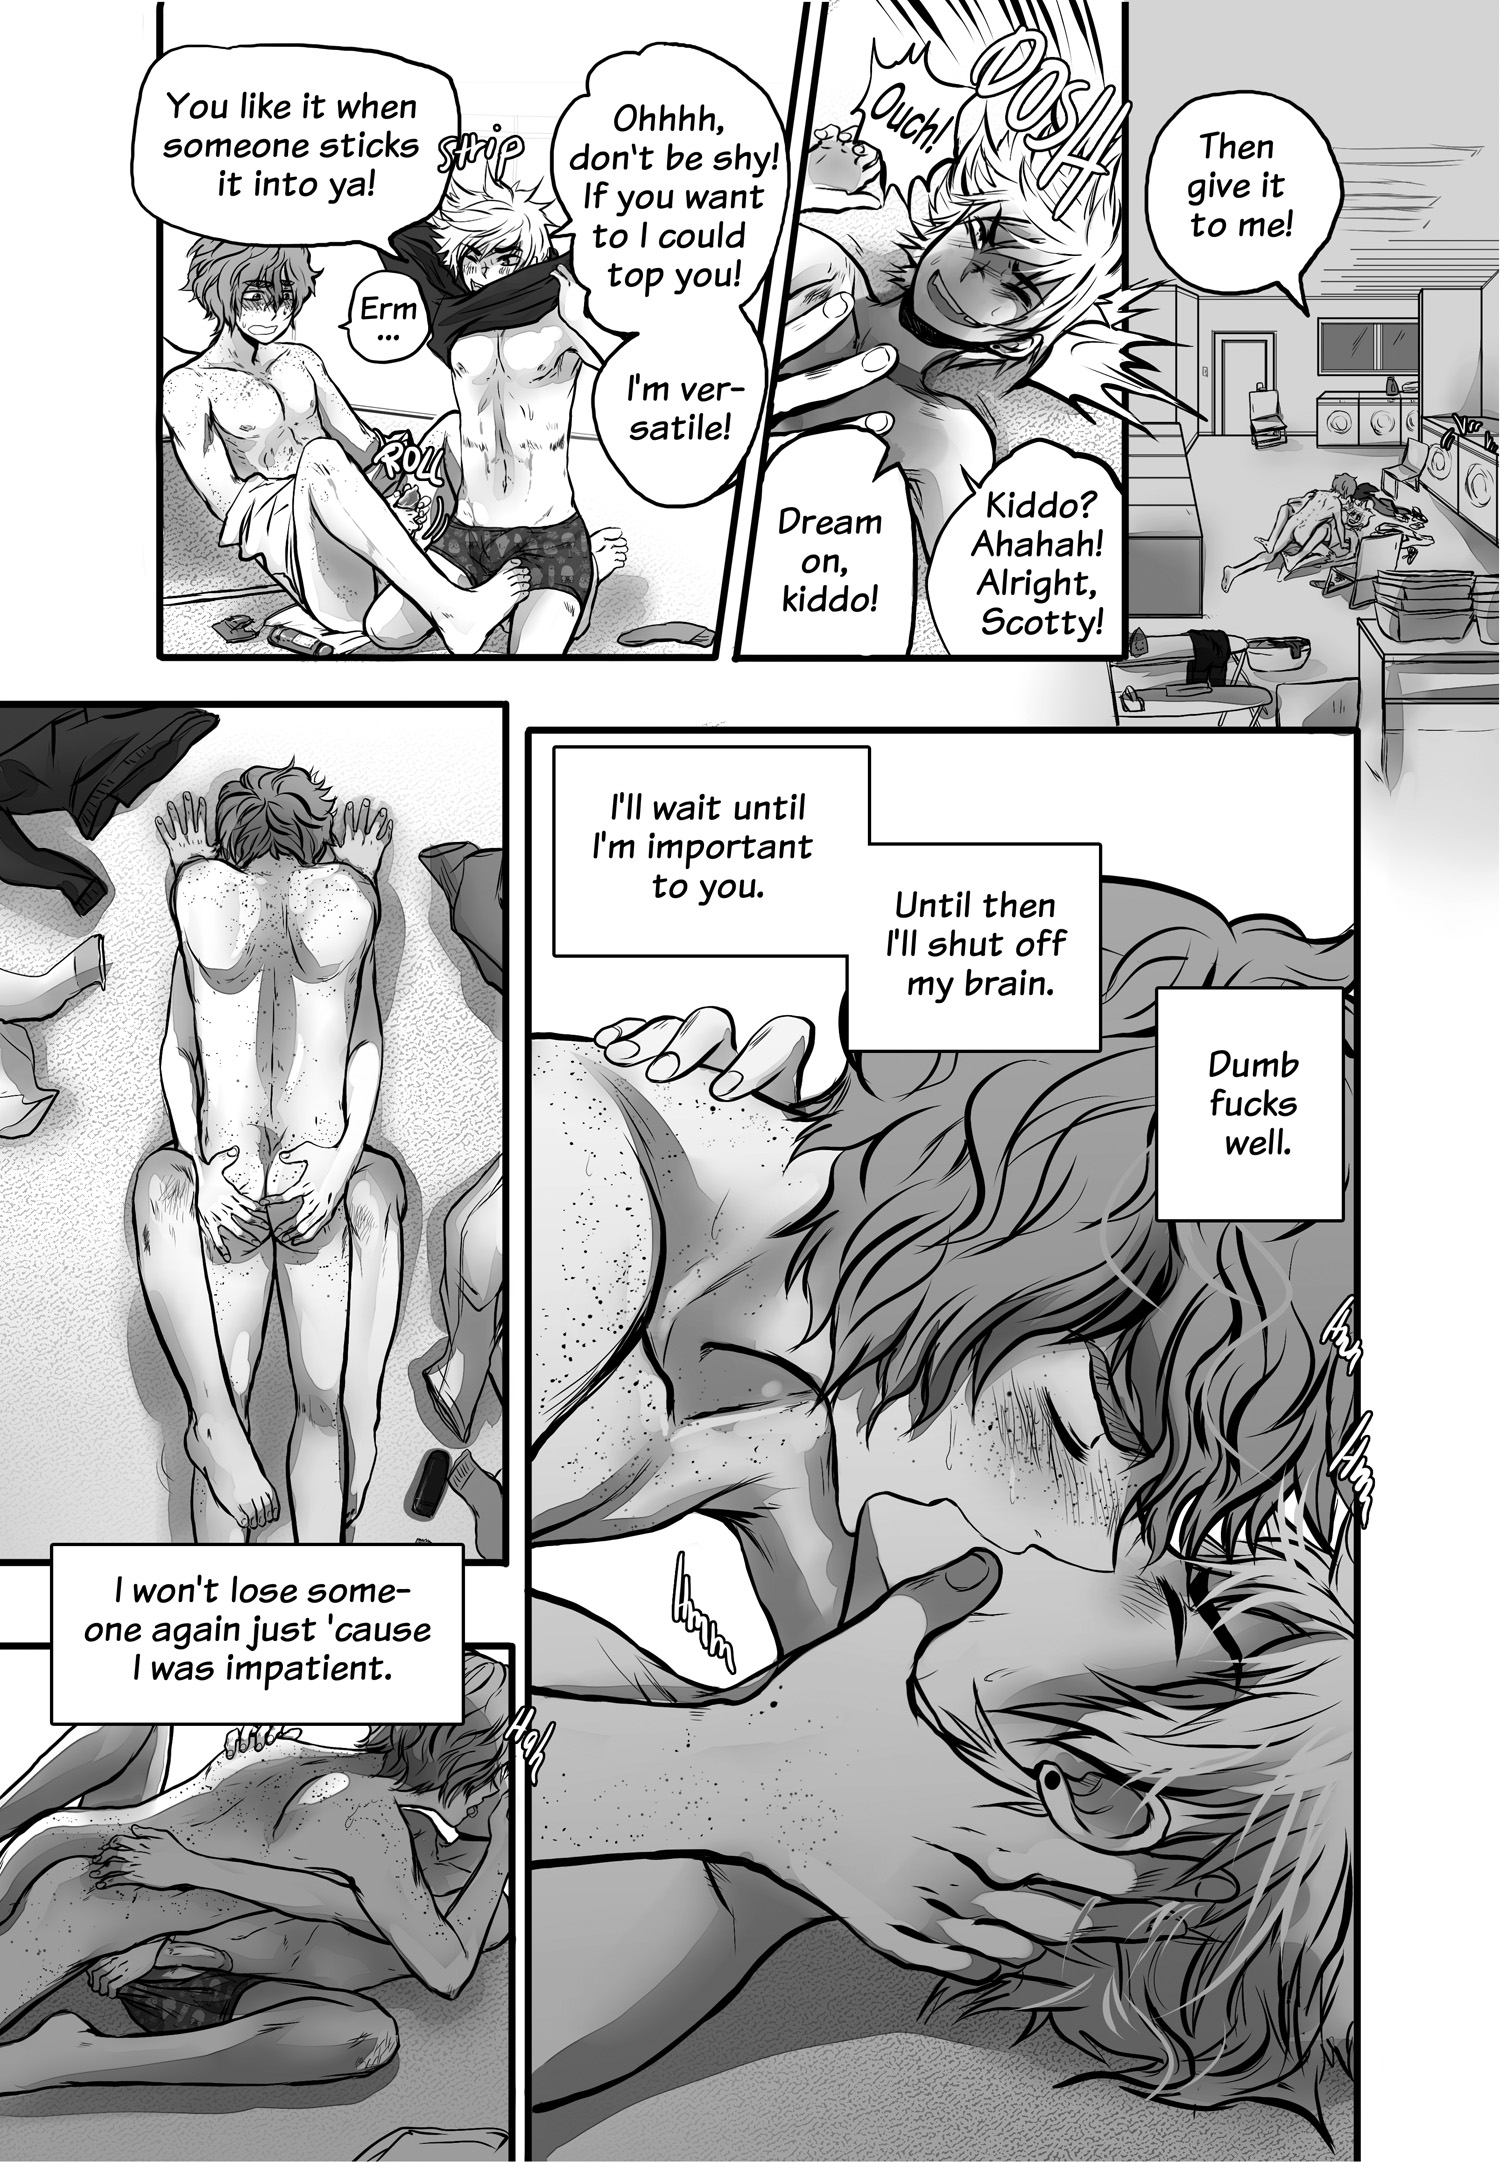 You like it when
someone sticks
it into ya!
Strip
Erm
...
Ohhhh,
don't be shy!
If you want
to I could
top you!
I'm ver-
satile!
ROLL
Ouch!
DOSH
Dream
on,
kiddo!
Kiddo?
Ahahah!
Alright,
Scotty!
Then
give it
to me!
I'll wait until
I'm important
to you.
Until then
I'll shut off
my brain.
Dumb
fucks
well.
Hmm
Hmm
I won't lose some-
one again just 'cause
I was impatient.
Hah